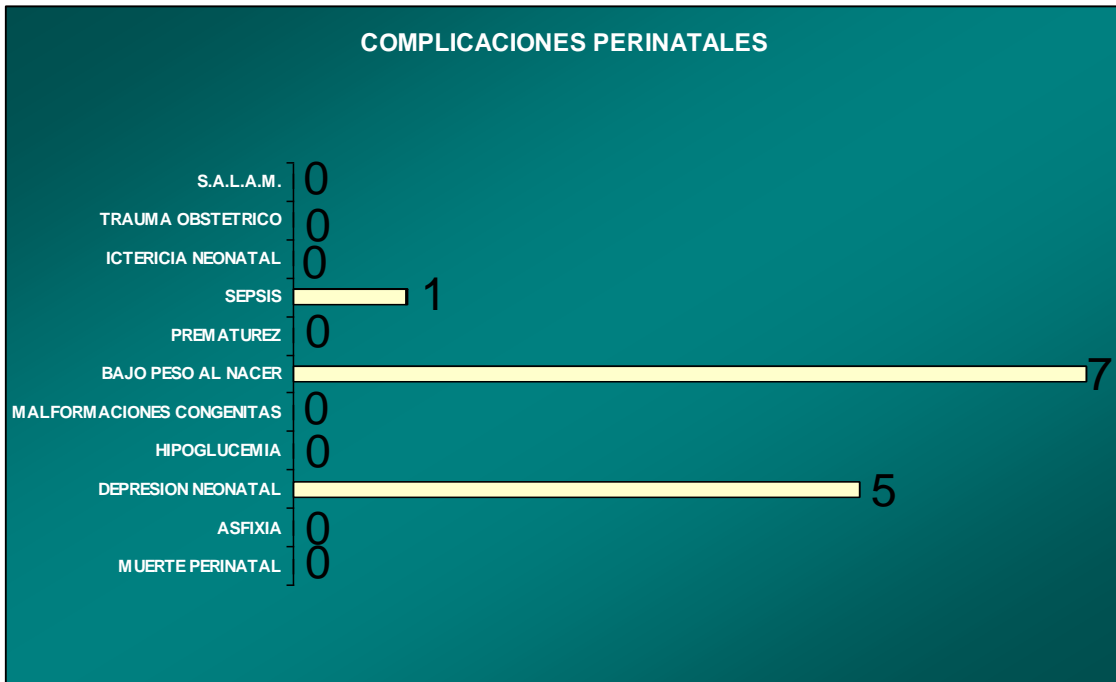 COMPLICACIONES PERINATALES
S.A.L.A.M. 0
TRAUMA OBSTETRICO 0
ICTERICIA NEONATAL 0
SEPSIS 1
PREMATUREZ 0
BAJO PESO AL NACER 7
MALFORMACIONES CONGENITAS 0
HIPOGLUCEMIA 0
DEPRESION NEONATAL 5
ASFIXIA 0
MUERTE PERINATAL 0